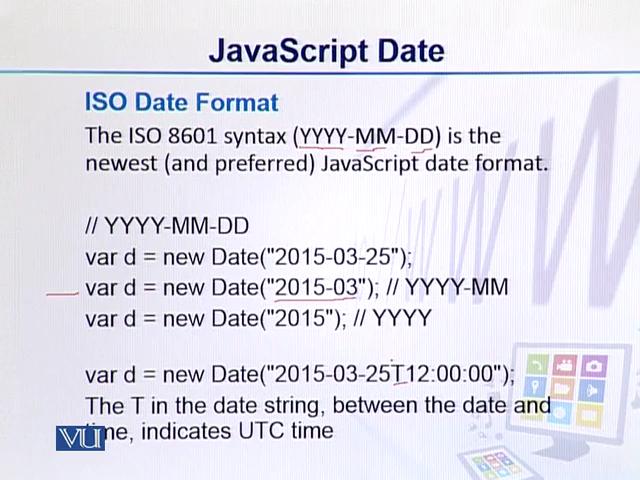 JavaScript Date
ISO Date Format
The ISO 8601 syntax (YYYY-MM-DD) is the
newest (and preferred) JavaScript date format.
// YYYY-MM-DD
var d = new Date("2015-03-25");
var d = new Date("2015-03"); // YYYY-MM
var d = new Date("2015"); // YYYY
var d = new Date("2015-03-25T12:00:00");
The T in the date string, between the date and
VU me, indicates UTC time